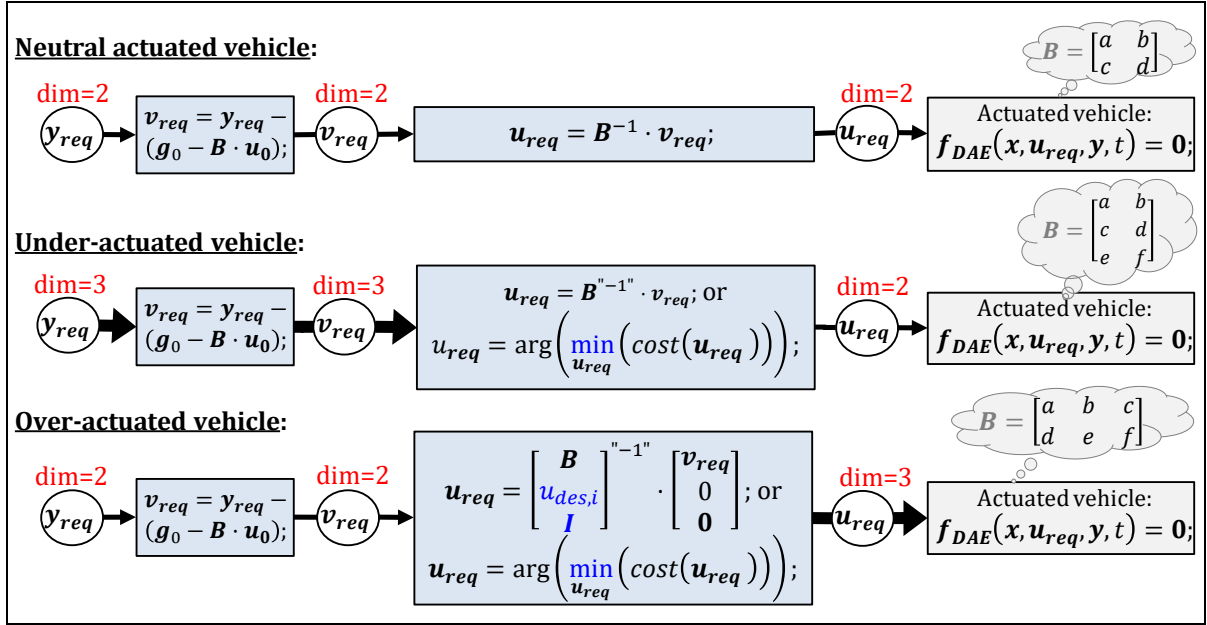 Neutral actuated vehicle:
B = [a b
c d]
dim=2 dim=2 dim=2
y_req
v_req = y_req −
(g_0 − B · u_0);
v_req
u_req = B^−1 · v_req;
u_req
Actuated vehicle:
f_DAE(x, u_req, y, t) = 0;
Under-actuated vehicle:
B = [a b
c d
e f]
dim=3 dim=3 dim=2
y_req
v_req = y_req −
(g_0 − B · u_0);
v_req
u_req = B^"−1" · v_req; or
u_req = arg(min_u_req(cost(u_req)));
u_req
Actuated vehicle:
f_DAE(x, u_req, y, t) = 0;
Over-actuated vehicle:
B = [a b c
d e f]
dim=2 dim=2 dim=3
y_req
v_req = y_req −
(g_0 − B · u_0);
v_req
u_req = [B
u_des,i
I]^"−1" · [v_req
0
0]; or
u_req = arg(min_u_req(cost(u_req)));
u_req
Actuated vehicle:
f_DAE(x, u_req, y, t) = 0;